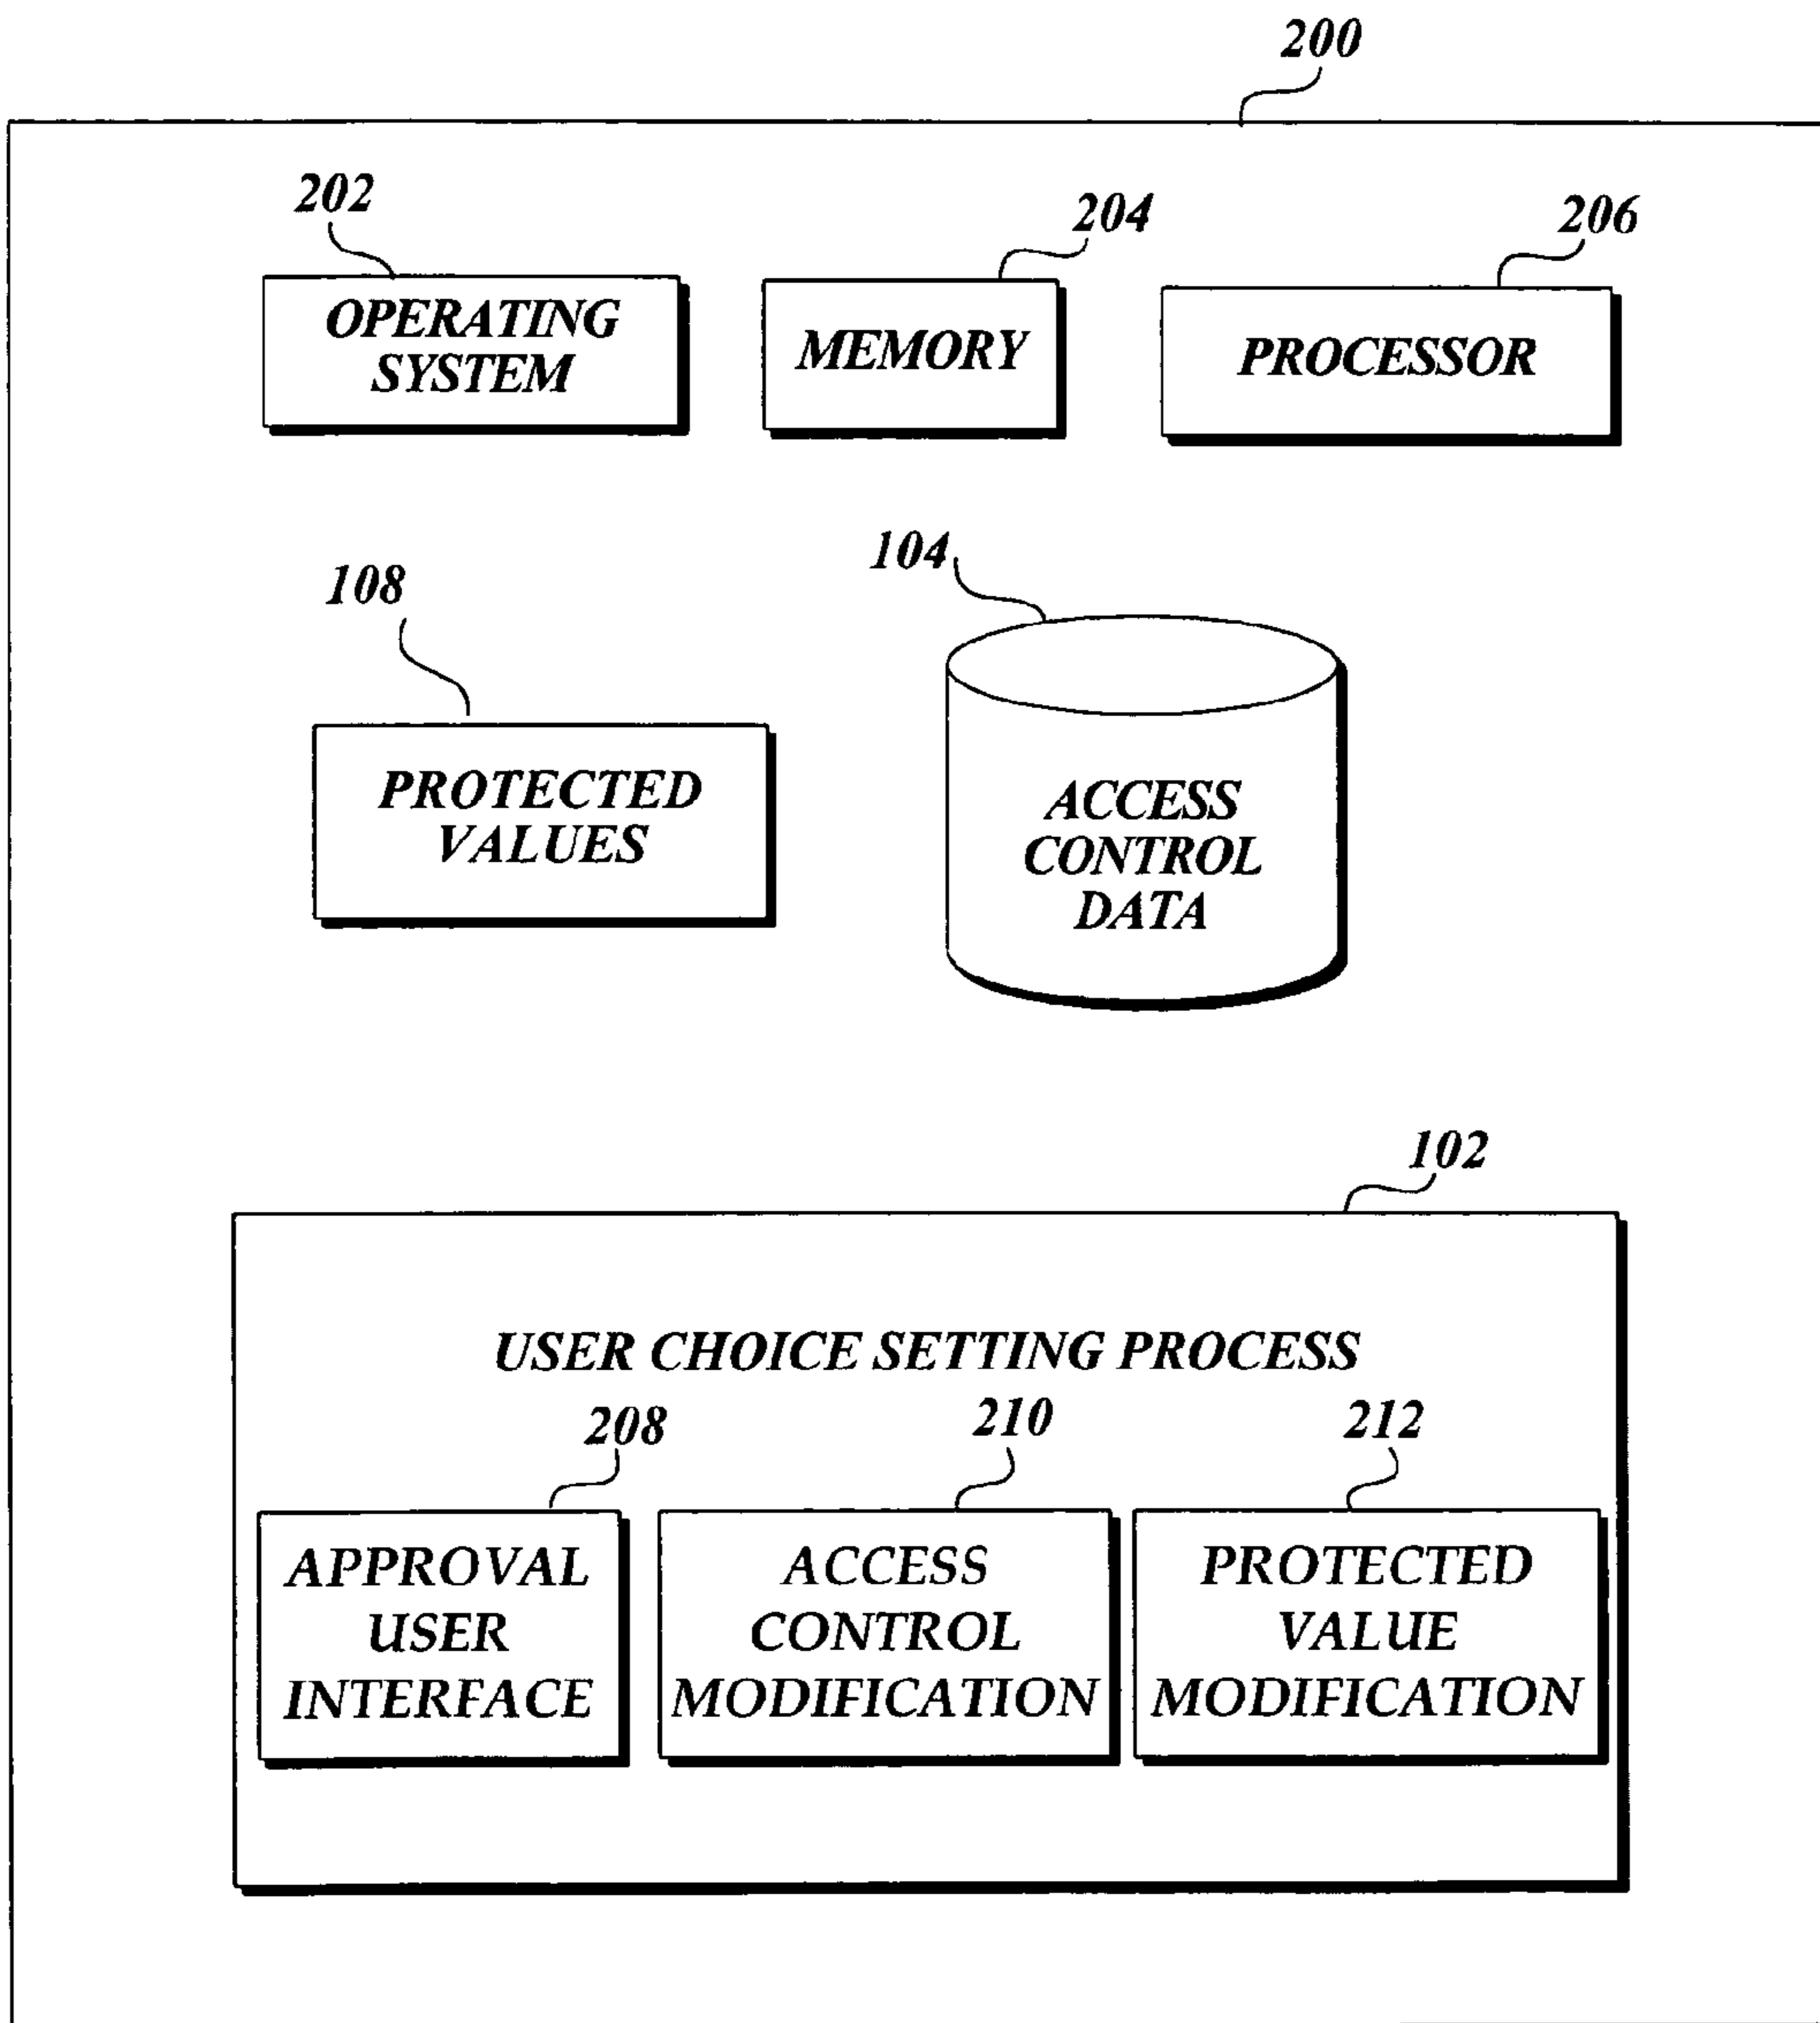 200
202
204
206
OPERATING
SYSTEM
MEMORY
PROCESSOR
108
104
PROTECTED
VALUES
ACCESS
CONTROL
DATA
102
USER CHOICE SETTING PROCESS
208
210
212
APPROVAL
USER
INTERFACE
ACCESS
CONTROL
MODIFICATION
PROTECTED
VALUE
MODIFICATION